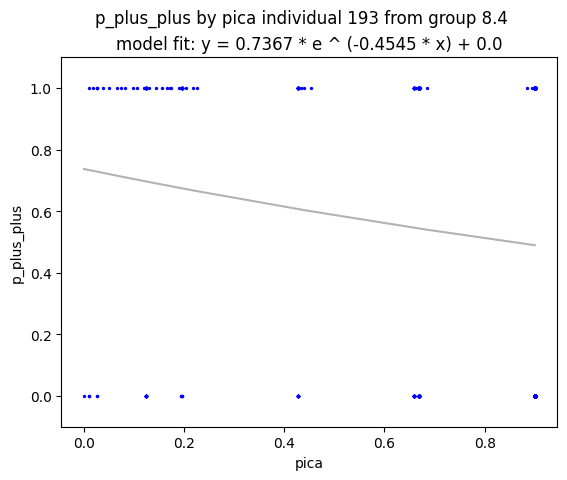 p_plus_plus by pica individual 193 from group 8.4
model fit: y = 0.7367 * e ^ (-0.4545 * x) + 0.0
1.0
0.8
0.6
0.4
0.2
0.0
p_plus_plus
0.0 0.2 0.4 0.6 0.8
pica